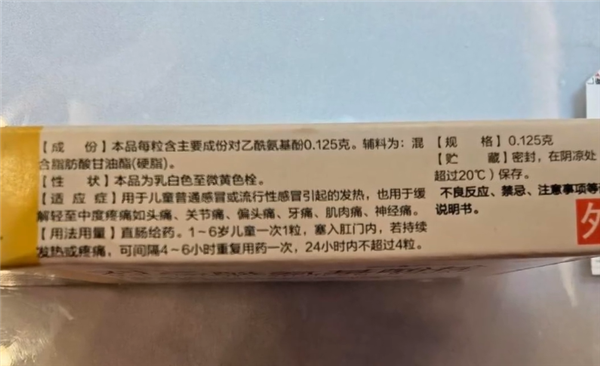 【成 份】本品每粒含主要成份对乙酰氨基酚0.125克。辅料为:混
合脂肪酸甘油酯(硬脂)。
【性 状】本品为乳白色至微黄色栓。
【适 应 症】用于儿童普通感冒或流行性感冒引起的发热,也用于缓
解轻至中度疼痛如头痛、关节痛、偏头痛、牙痛、肌肉痛、神经痛。
【用法用量】直肠给药。1~6岁儿童一次1粒,塞入肛门内,若持续
发热或疼痛,可间隔4~6小时重复用药一次,24小时内不超过4粒。
【规 格】0.125克
【贮 藏】密封,在阴凉处
超过20℃)保存。
不良反应、禁忌、注意事项等
说明书。
外